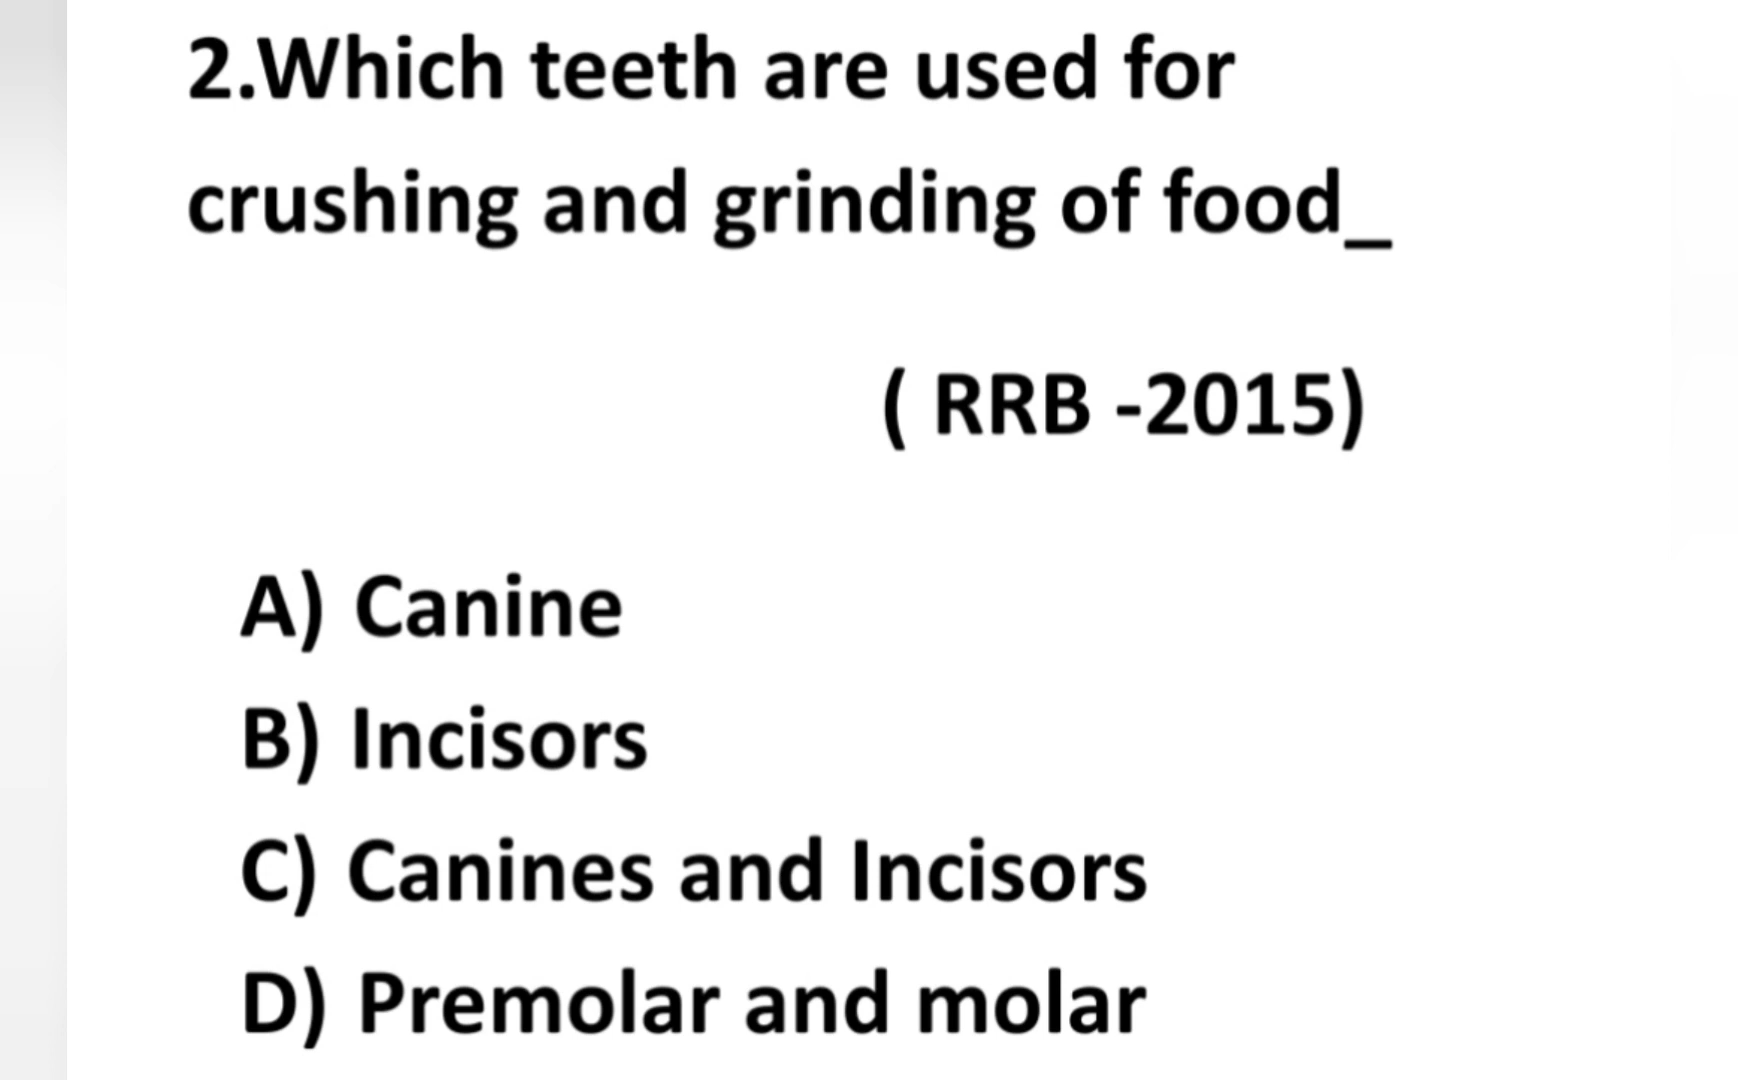 2.Which teeth are used for
crushing and grinding of food_
( RRB -2015)
A) Canine
B) Incisors
C) Canines and Incisors
D) Premolar and molar